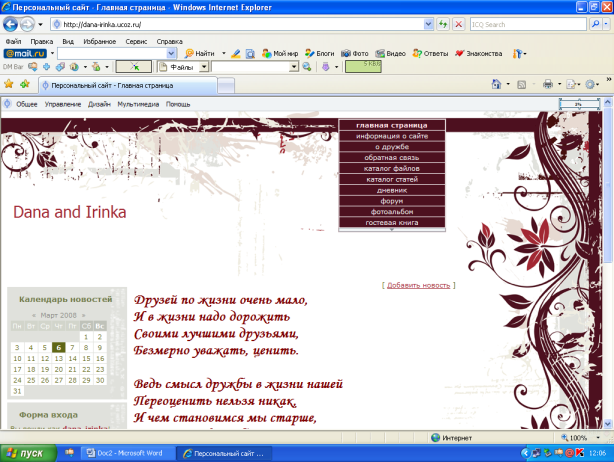 Персональный сайт - Главная страница - Windows Internet Explorer
http://dana-irinka.ucoz.ru/
ICQ Search
Файл Правка Вид Избранное Сервис Справка
@mail.ru Найти Мой мир Блоги Фото Видео Ответы Знакомства
DM Bar Файлы 5 KB/s
Персональный сайт - Главная страница
Общее Управление Дизайн Мультимедиа Помощь
3%
главная страница
информация о сайте
о дружбе
обратная связь
каталог файлов
каталог статей
дневник
форум
фотоальбом
гостевая книга
Dana and Irinka
[ Добавить новость ]
Календарь новостей
« Март 2008 »
Пн Вт Ср Чт Пт Сб Вс
1 2
3 4 5 6 7 8 9
10 11 12 13 14 15 16
17 18 19 20 21 22 23
24 25 26 27 28 29 30
31
Форма входа
Друзей по жизни очень мало,
И в жизни надо дорожить
Своими лучшими друзьями,
Безмерно уважать, ценить.
Ведь смысл дружбы в жизни нашей
Переоценить нельзя никак,
И чем становимся мы старше,
Интернет 100%
пуск Doc2 - Microsoft Word Персональный сайт ... 12:06